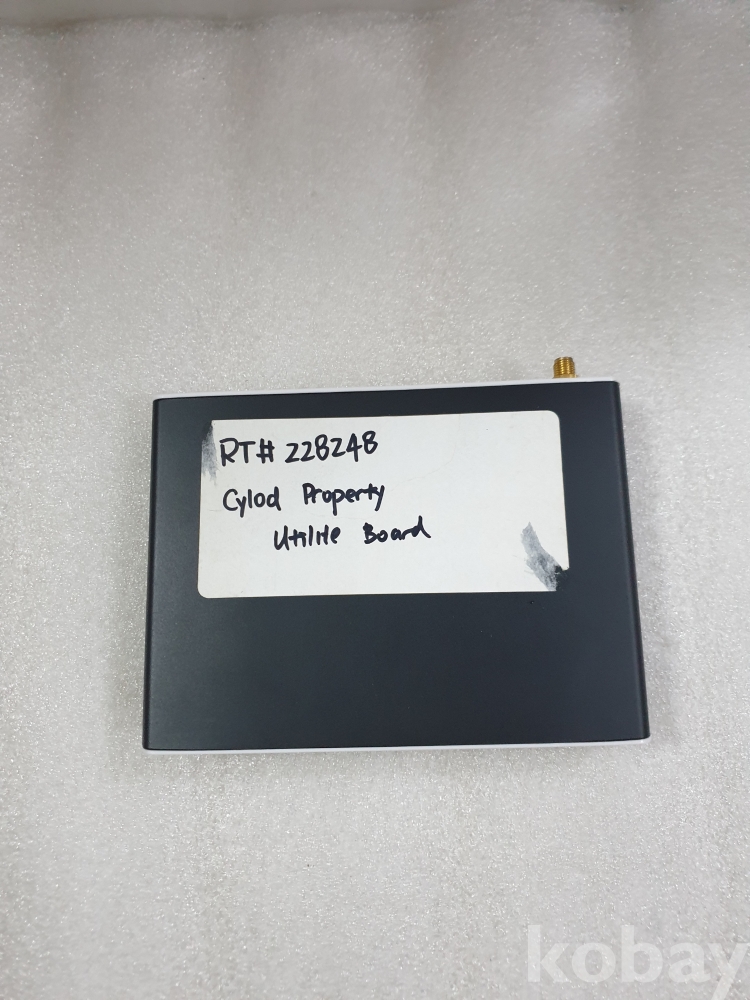 RT# 228248
Cylod Property
Utilite Board
kobay